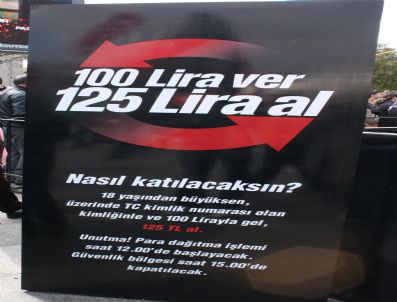 100 Lira ver
125 Lira al
Nasıl katılacaksın?
18 yaşından büyüksen,
üzerinde TC kimlik numarası olan
kimliğinle ve 100 Lirayla gel,
125 TL al.
Unutma! Para dağıtma işlemi
saat 12.00'de başlayacak.
Güvenlik bölgesi saat 15.00'de
kapatılacak.